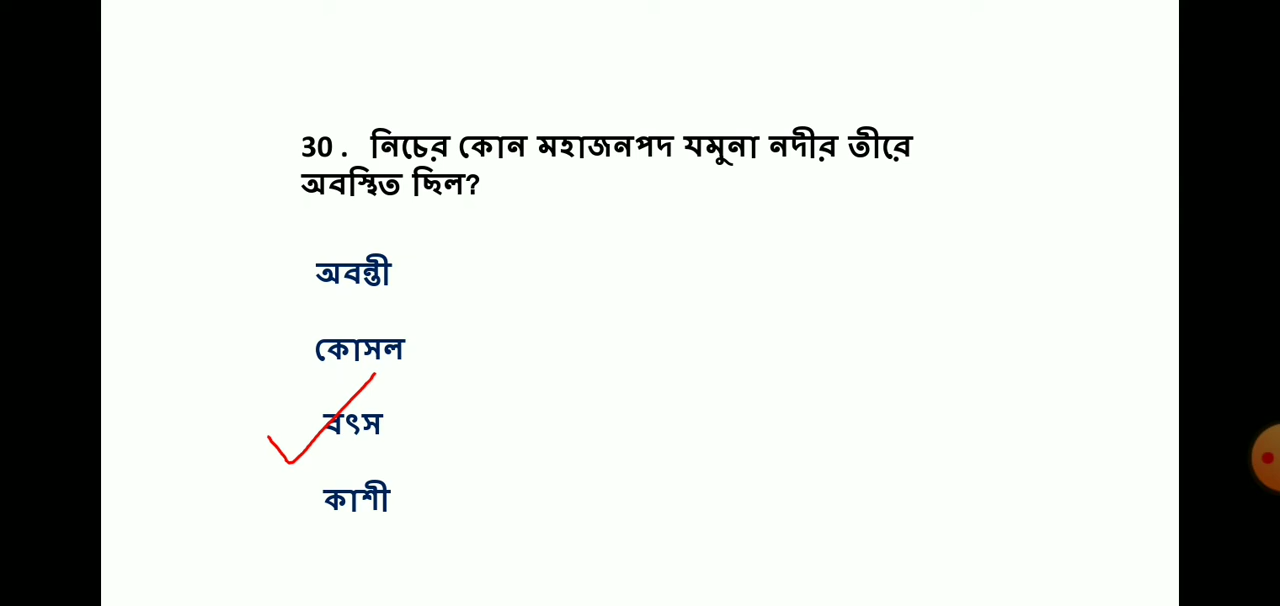 30 . নিচের কোন মহাজনপদ যমুনা নদীর তীরে
অবস্থিত ছিল?
অবন্তী
কোসল
বৎস
কাশী